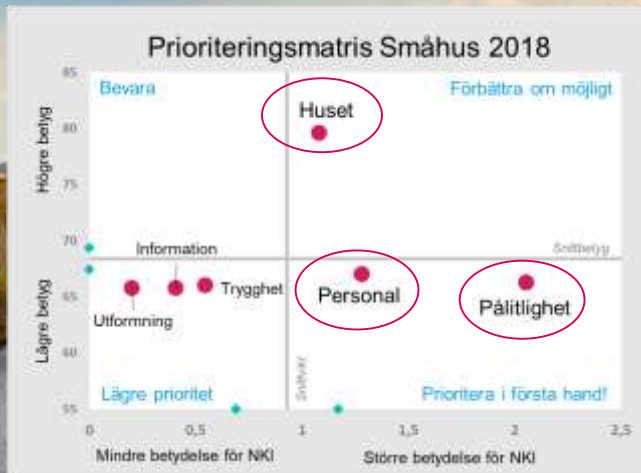 Prioriteringsmatris Småhus 2018
85
Bevara
Förbättra om möjligt
Huset
80
Högre betyg
75
70
Information
Snittbetyg
Trygghet
Personal
Pålitlighet
65
Utformning
Lägre betyg
60
Snittvikt
Lägre prioritet
Prioritera i första hand!
55
0
0,5
1
1,5
2
2,5
Mindre betydelse för NKI
Större betydelse för NKI